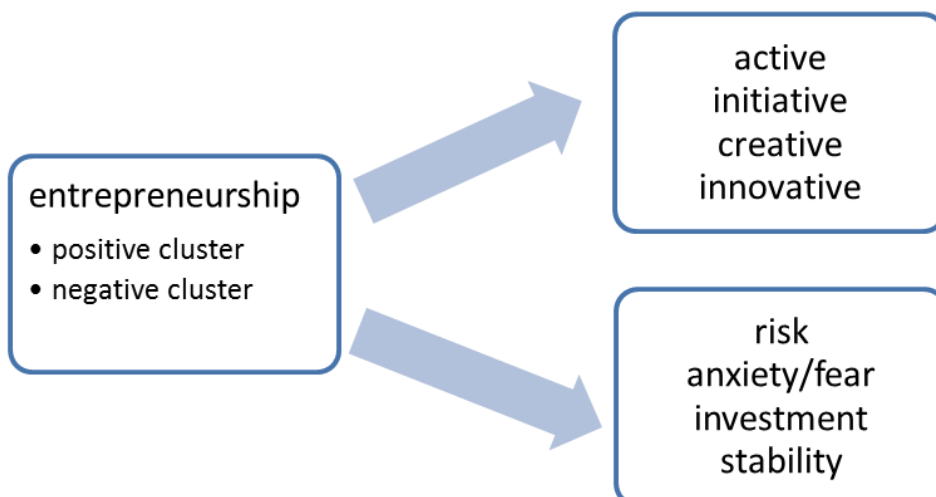 entrepreneurship
• positive cluster
• negative cluster
active
initiative
creative
innovative
risk
anxiety/fear
investment
stability